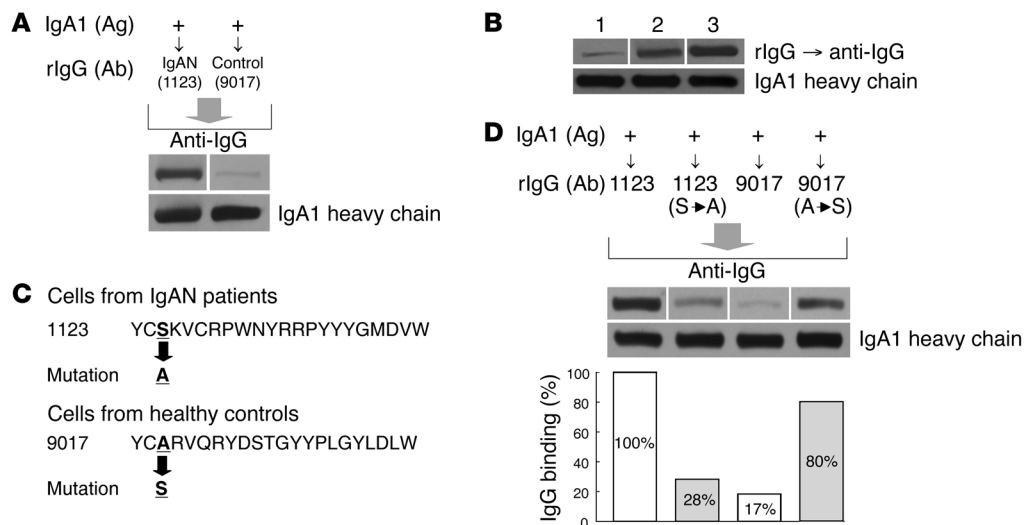 A
IgA1 (Ag) + +
↓ ↓
rIgG (Ab) IgAN Control
(1123) (9017)
Anti-IgG
IgA1 heavy chain
B
1 2 3
rIgG → anti-IgG
IgA1 heavy chain
C Cells from IgAN patients
1123 YCSKVCRPWNYRRPYYYGMDVW
Mutation A
Cells from healthy controls
9017 YCARVQRYDSTGYYPLGYLDLW
Mutation S
D IgA1 (Ag) + + + +
↓ ↓ ↓ ↓
rIgG (Ab) 1123 1123 9017 9017
(S➔A) (A➔S)
Anti-IgG
IgA1 heavy chain
IgG binding (%)
100
80
60
40
20
0
100% 28% 17% 80%